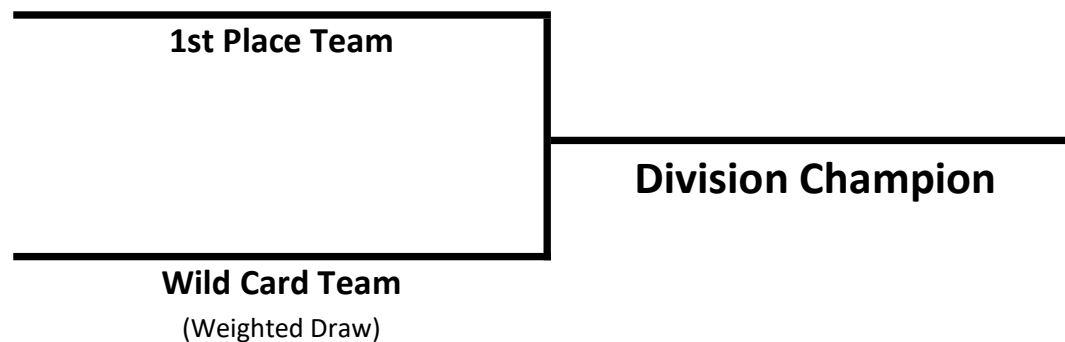 1st Place Team
Division Champion
Wild Card Team
(Weighted Draw)